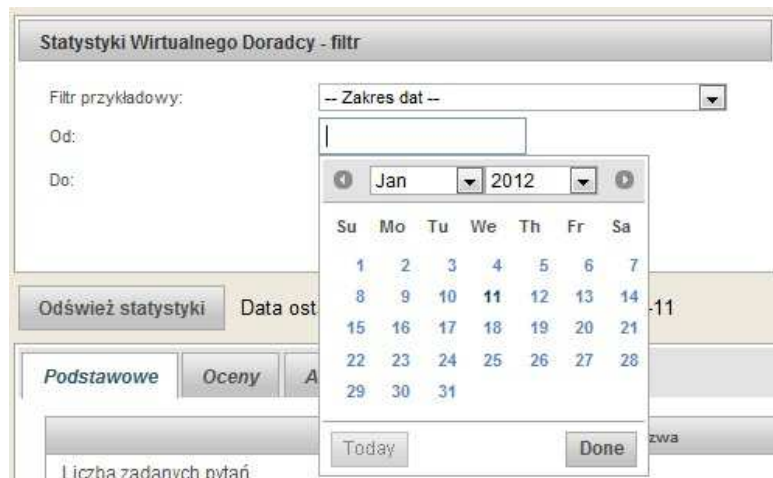 Statystyki Wirtualnego Doradcy - filtr
Filtr przykładowy: -- Zakres dat --
Od:
Do:
Jan 2012
Su Mo Tu We Th Fr Sa
1 2 3 4 5 6 7
8 9 10 11 12 13 14
15 16 17 18 19 20 21
22 23 24 25 26 27 28
29 30 31
Today Done
Odśwież statystyki Data ost -11
Podstawowe Oceny A
zwa
Liczba zadanych pytań